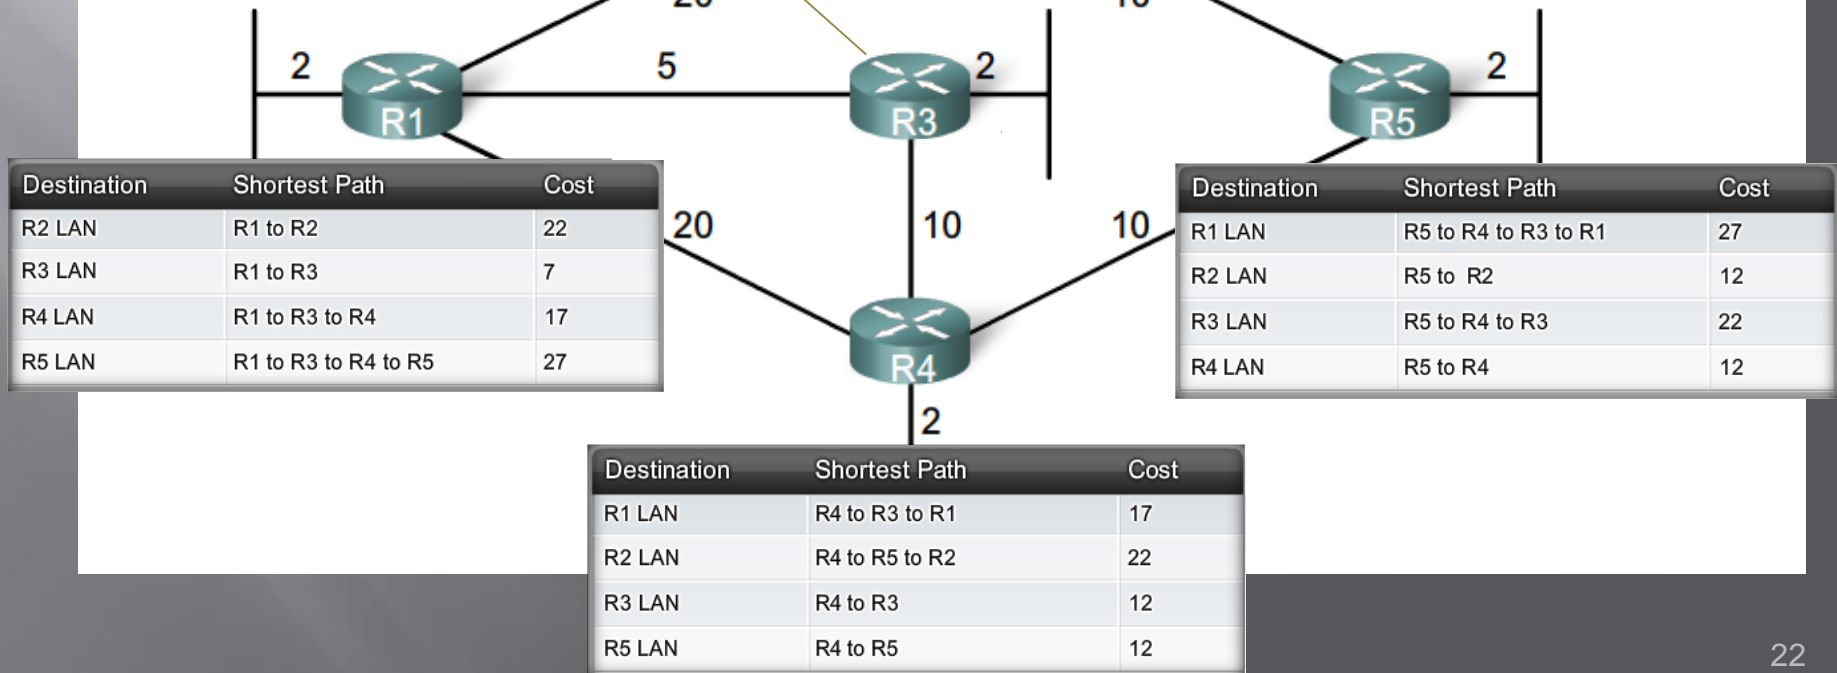 20
10
2
5
2
2
R1
R3
R5
Destination Shortest Path Cost
R2 LAN R1 to R2 22
R3 LAN R1 to R3 7
R4 LAN R1 to R3 to R4 17
R5 LAN R1 to R3 to R4 to R5 27
20
10
10
Destination Shortest Path Cost
R1 LAN R5 to R4 to R3 to R1 27
R2 LAN R5 to R2 12
R3 LAN R5 to R4 to R3 22
R4 LAN R5 to R4 12
R4
2
Destination Shortest Path Cost
R1 LAN R4 to R3 to R1 17
R2 LAN R4 to R5 to R2 22
R3 LAN R4 to R3 12
R5 LAN R4 to R5 12
22